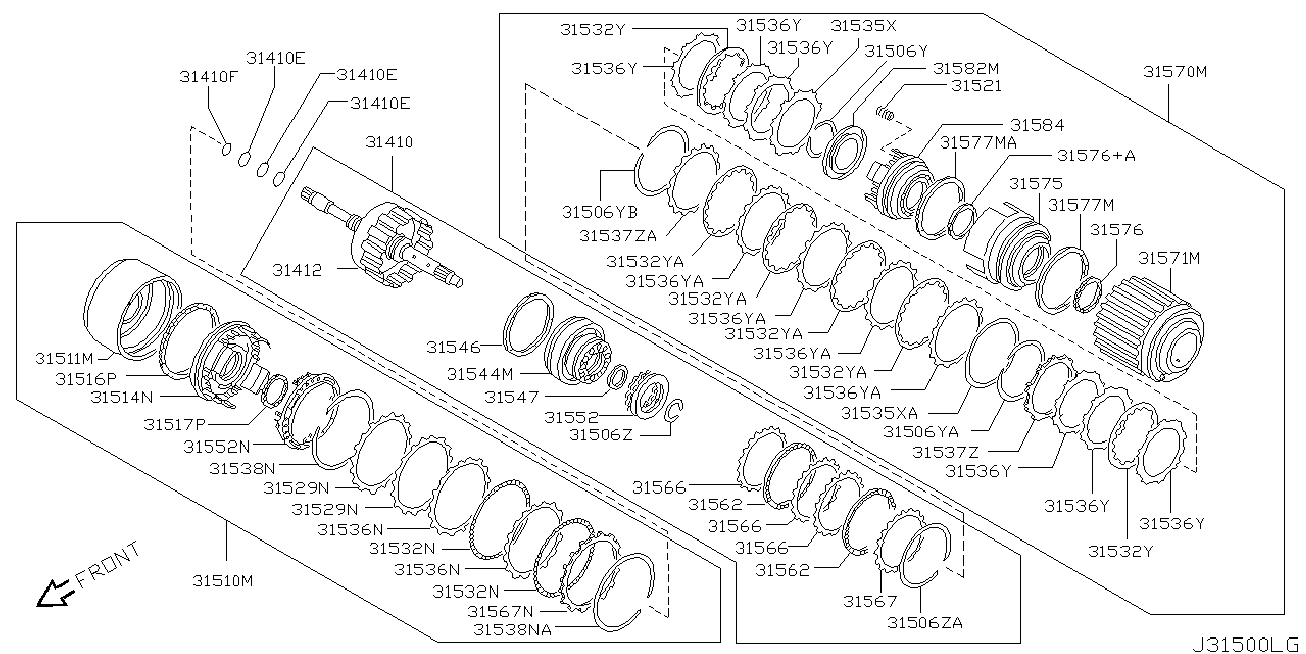 31532Y
31536Y
31535X
31536Y
31506Y
31536Y
31582M
31521
31570M
31410E
31410F
31410E
31410E
31410
31584
31577MA
31576+A
31575
31577M
31576
31571M
31506YB
31537ZA
31532YA
31536YA
31532YA
31536YA
31532YA
31536YA
31532YA
31536YA
31535XA
31506YA
31537Z
31536Y
31536Y
31536Y
31532Y
31412
31546
31544M
31547
31552
31506Z
31511M
31516P
31514N
31517P
31552N
31538N
31529N
31529N
31536N
31532N
31536N
31532N
31567N
31538NA
31510M
31566
31562
31566
31566
31562
31567
31506ZA
FRONT
J31500LG